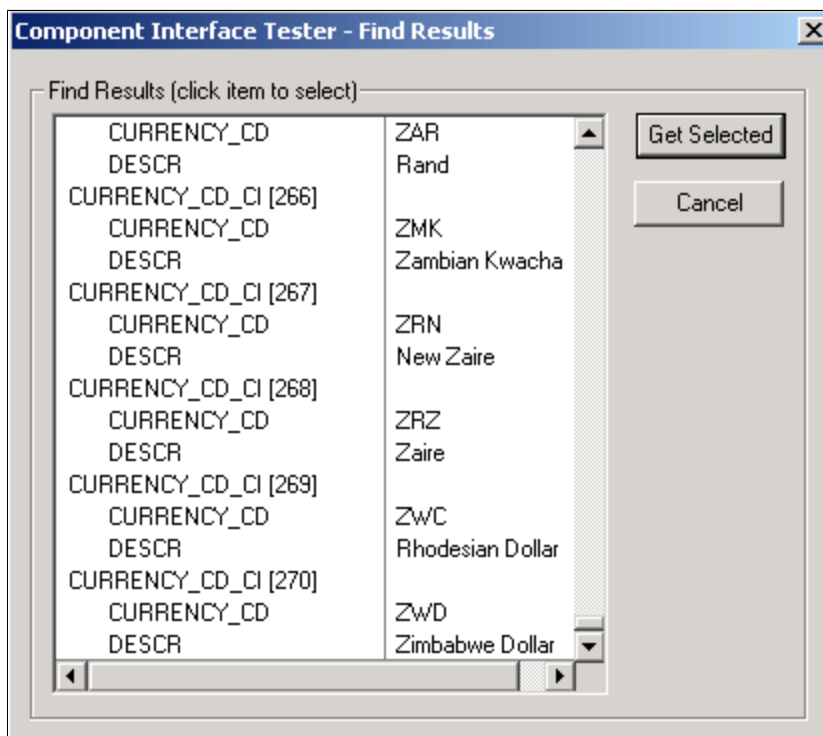 Component Interface Tester - Find Results
Find Results (click item to select)
CURRENCY_CD ZAR
DESCR Rand
CURRENCY_CD_CI [266]
CURRENCY_CD ZMK
DESCR Zambian Kwacha
CURRENCY_CD_CI [267]
CURRENCY_CD ZRN
DESCR New Zaire
CURRENCY_CD_CI [268]
CURRENCY_CD ZRZ
DESCR Zaire
CURRENCY_CD_CI [269]
CURRENCY_CD ZWC
DESCR Rhodesian Dollar
CURRENCY_CD_CI [270]
CURRENCY_CD ZWD
DESCR Zimbabwe Dollar
Get Selected
Cancel